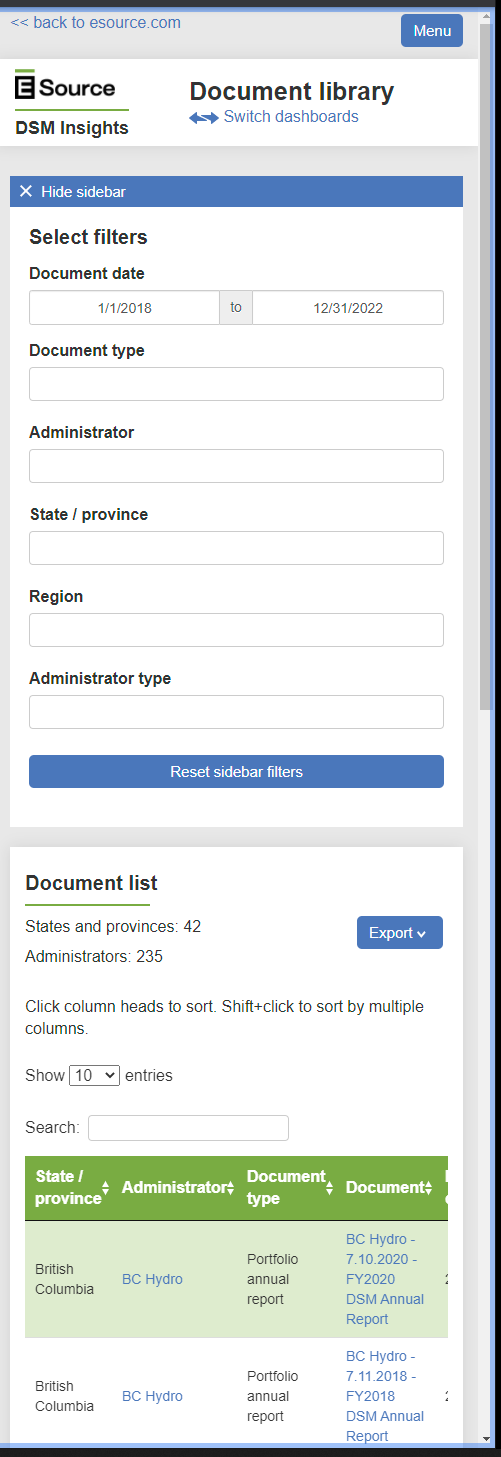 << back to esource.com
Menu
E Source
DSM Insights
Document library
Switch dashboards
Hide sidebar
Select filters
Document date
1/1/2018 to 12/31/2022
Document type
Administrator
State / province
Region
Administrator type
Reset sidebar filters
Document list
States and provinces: 42
Administrators: 235
Export
Click column heads to sort. Shift+click to sort by multiple
columns.
Show 10 entries
Search:
State /
province
Administrator
Document
type
Document
British
Columbia
BC Hydro
Portfolio
annual
report
BC Hydro -
7.10.2020 -
FY2020
DSM Annual
Report
British
Columbia
BC Hydro
Portfolio
annual
report
BC Hydro -
7.11.2018 -
FY2018
DSM Annual
Report